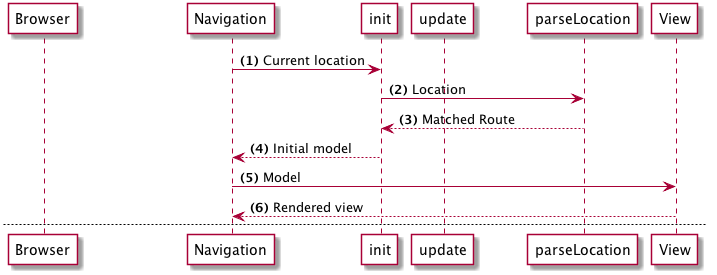 Browser Navigation init update parseLocation View
(1) Current location
(2) Location
(3) Matched Route
(4) Initial model
(5) Model
(6) Rendered view
Browser Navigation init update parseLocation View